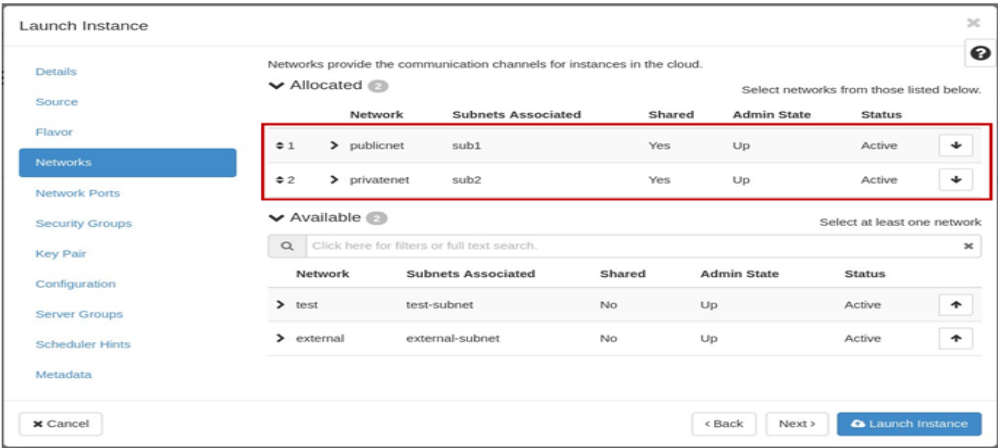 Launch Instance
Details
Source
Flavor
Networks
Network Ports
Security Groups
Key Pair
Configuration
Server Groups
Scheduler Hints
Metadata
Networks provide the communication channels for instances in the cloud.
Allocated 2
Select networks from those listed below.
Network Subnets Associated Shared Admin State Status
1 publicnet sub1 Yes Up Active
2 privatenet sub2 Yes Up Active
Available 2
Select at least one network
Click here for filters or full text search.
Network Subnets Associated Shared Admin State Status
test test-subnet No Up Active
external external-subnet No Up Active
Cancel
< Back Next > Launch Instance